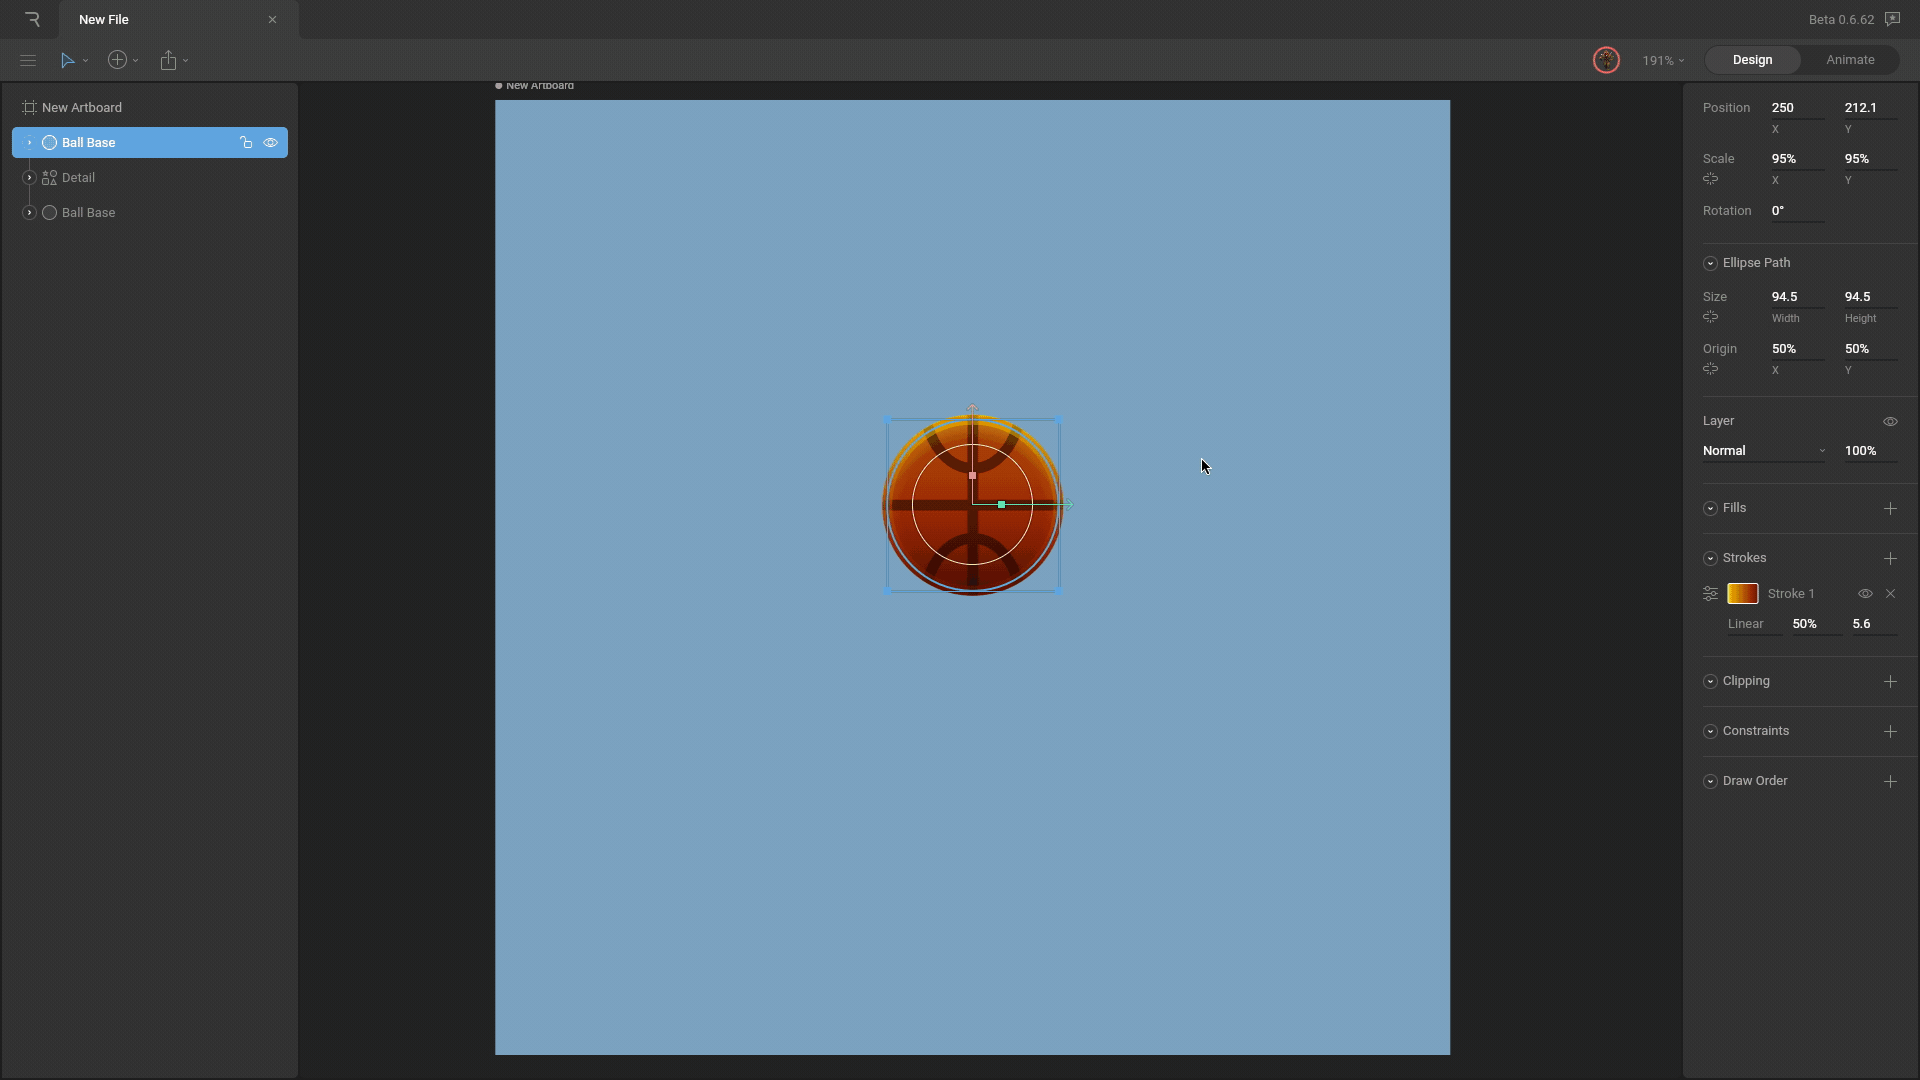 New File
Beta 0.6.62
191%
Design
Animate
New Artboard
Ball Base
Detail
Ball Base
New Artboard
Position 250 212.1
X Y
Scale 95% 95%
X Y
Rotation 0°
Ellipse Path
Size 94.5 94.5
Width Height
Origin 50% 50%
X Y
Layer
Normal 100%
Fills
Strokes
Stroke 1
Linear 50% 5.6
Clipping
Constraints
Draw Order